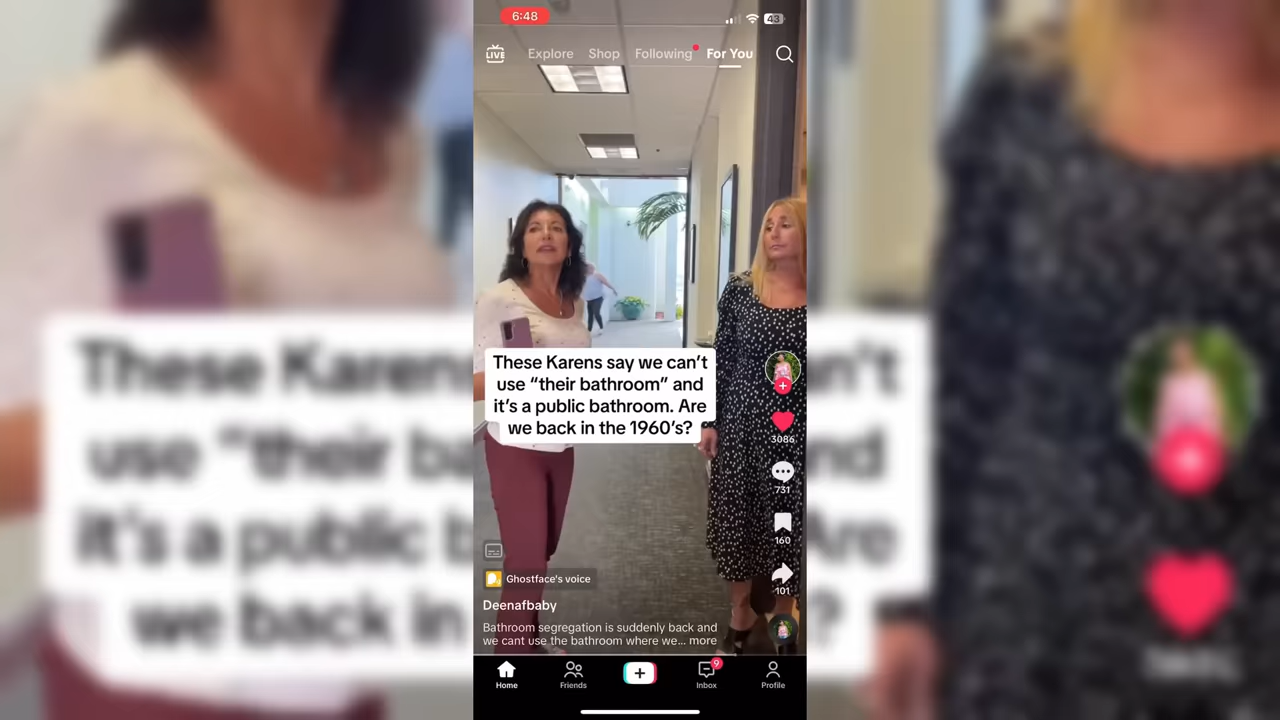 6:48
43
LIVE
Explore Shop Following For You
These Karens say we can’t
use “their bathroom” and
it’s a public bathroom. Are
we back in the 1960’s?
3086
731
160
101
Ghostface's voice
Deenafbaby
Bathroom segregation is suddenly back and
we cant use the bathroom where we... more
9
Home Friends Inbox Profile